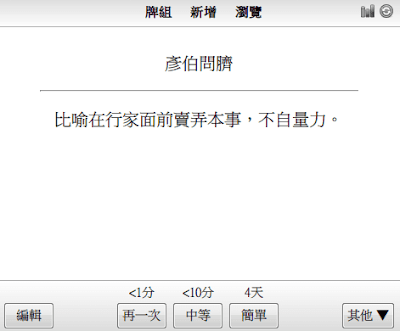 牌組 新增 瀏覽
彥伯問臍
比喻在行家面前賣弄本事，不自量力。
<1分 <10分 4天
編輯 再一次 中等 簡單 其他 ▼